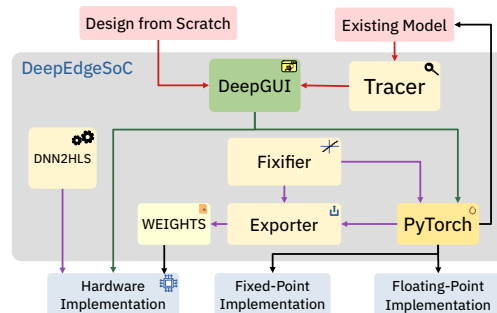 Design from Scratch
Existing Model
DeepEdgeSoC
DeepGUI
Tracer
DNN2HLS
Fixifier
WEIGHTS
Exporter
PyTorch
Hardware
Implementation
Fixed-Point
Implementation
Floating-Point
Implementation